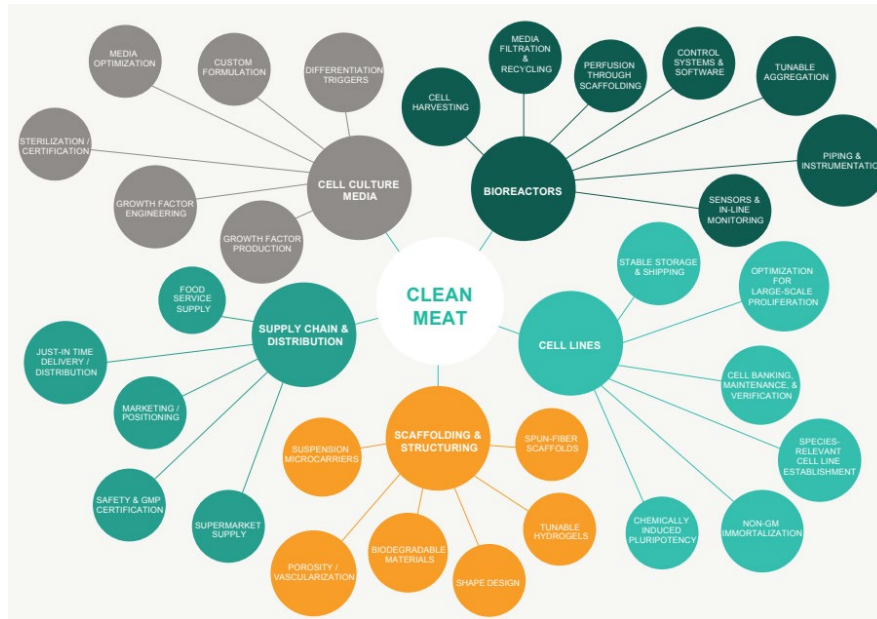 MEDIA
OPTIMIZATION
CUSTOM
FORMULATION
DIFFERENTIATION
TRIGGERS
STERILIZATION /
CERTIFICATION
GROWTH FACTOR
ENGINEERING
GROWTH FACTOR
PRODUCTION
CELL CULTURE
MEDIA
CELL
HARVESTING
MEDIA
FILTRATION
&
RECYCLING
PERFUSION
THROUGH
SCAFFOLDING
CONTROL
SYSTEMS &
SOFTWARE
TUNABLE
AGGREGATION
PIPING &
INSTRUMENTATION
SENSORS &
IN-LINE
MONITORING
BIOREACTORS
CLEAN
MEAT
FOOD
SERVICE
SUPPLY
JUST-IN TIME
DELIVERY /
DISTRIBUTION
MARKETING /
POSITIONING
SAFETY & GMP
CERTIFICATION
SUPERMARKET
SUPPLY
SUPPLY CHAIN &
DISTRIBUTION
STABLE STORAGE
& SHIPPING
OPTIMIZATION
FOR
LARGE-SCALE
PROLIFERATION
CELL LINES
CELL BANKING,
MAINTENANCE, &
VERIFICATION
SPECIES-
RELEVANT
CELL LINE
ESTABLISHMENT
NON-GM
IMMORTALIZATION
CHEMICALLY
INDUCED
PLURIPOTENCY
SCAFFOLDING &
STRUCTURING
SUSPENSION
MICROCARRIERS
SPUN-FIBER
SCAFFOLDS
POROSITY /
VASCULARIZATION
BIODEGRADABLE
MATERIALS
SHAPE DESIGN
TUNABLE
HYDROGELS